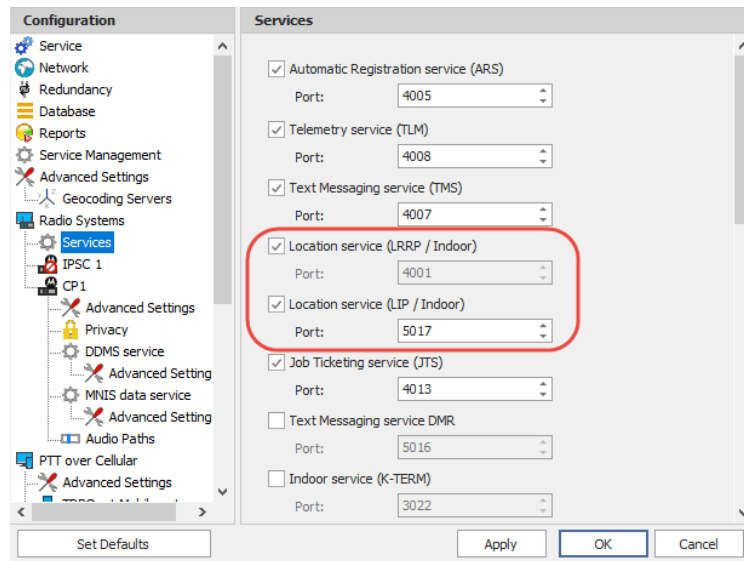 Configuration
Service
Network
Redundancy
Database
Reports
Service Management
Advanced Settings
Geocoding Servers
Radio Systems
Services
IPSC 1
CP1
Advanced Settings
Privacy
DDMS service
Advanced Setting
MNIS data service
Advanced Setting
Audio Paths
PTT over Cellular
Advanced Settings
Set Defaults
Services
Automatic Registration service (ARS)
Port: 4005
Telemetry service (TLM)
Port: 4008
Text Messaging service (TMS)
Port: 4007
Location service (LRRP / Indoor)
Port: 4001
Location service (LIP / Indoor)
Port: 5017
Job Ticketing service (JTS)
Port: 4013
Text Messaging service DMR
Port: 5016
Indoor service (K-TERM)
Port: 3022
Apply OK Cancel